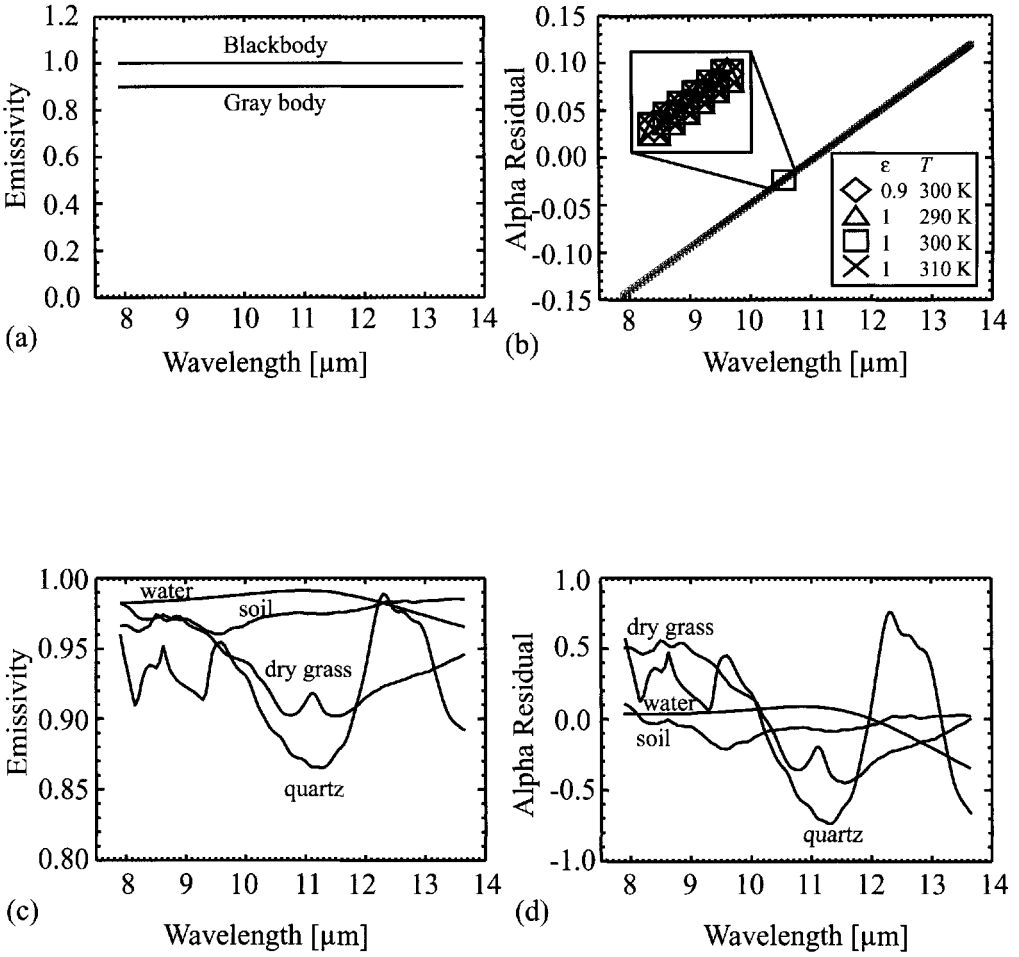 1.2
1.0
0.8
0.6
0.4
0.2
0.0
Emissivity
Blackbody
Gray body
8 9 10 11 12 13 14
Wavelength [μm]
(a)
0.15
0.10
0.05
0.00
-0.05
-0.10
-0.15
Alpha Residual
ε T
0.9 300 K
1 290 K
1 300 K
1 310 K
8 9 10 11 12 13 14
Wavelength [μm]
(b)
1.00
0.95
0.90
0.85
0.80
Emissivity
water
soil
dry grass
quartz
8 9 10 11 12 13 14
Wavelength [μm]
(c)
1.0
0.5
0.0
-0.5
-1.0
Alpha Residual
dry grass
water
soil
quartz
8 9 10 11 12 13 14
Wavelength [μm]
(d)